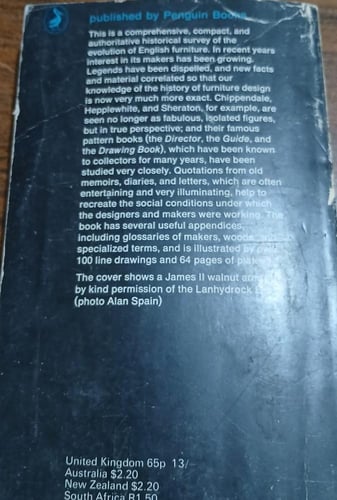 published by Penguin Books
This is a comprehensive, compact, and
authoritative historical survey of the
evolution of English furniture. In recent years
interest in its makers has been growing.
Legends have been dispelled, and new facts
and material correlated so that our
knowledge of the history of furniture design
is now very much more exact. Chippendale,
Hepplewhite, and Sheraton, for example, are
seen no longer as fabulous, isolated figures,
but in true perspective; and their famous
pattern books (the Director, the Guide, and
the Drawing Book), which have been known
to collectors for many years, have been
studied very closely. Quotations from old
memoirs, diaries, and letters, which are often
entertaining and very illuminating, help to
recreate the social conditions under which
the designers and makers were working. The
book has several useful appendices,
including glossaries of makers, woods,
specialized terms, and is illustrated by
100 line drawings and 64 pages of
The cover shows a James II walnut
by kind permission of the Lanhydrock
(photo Alan Spain)
United Kingdom 65p 13/-
Australia $2.20
New Zealand $2.20
South Africa R1.50